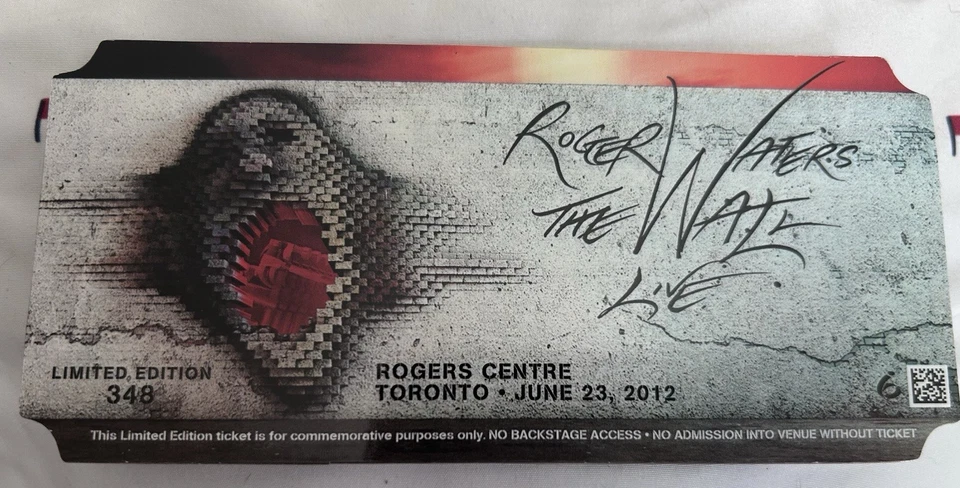 ROGER WATERS
THE WALL
LIVE
LIMITED EDITION
348
ROGERS CENTRE
TORONTO • JUNE 23, 2012
6
This Limited Edition ticket is for commemorative purposes only. NO BACKSTAGE ACCESS • NO ADMISSION INTO VENUE WITHOUT TICKET